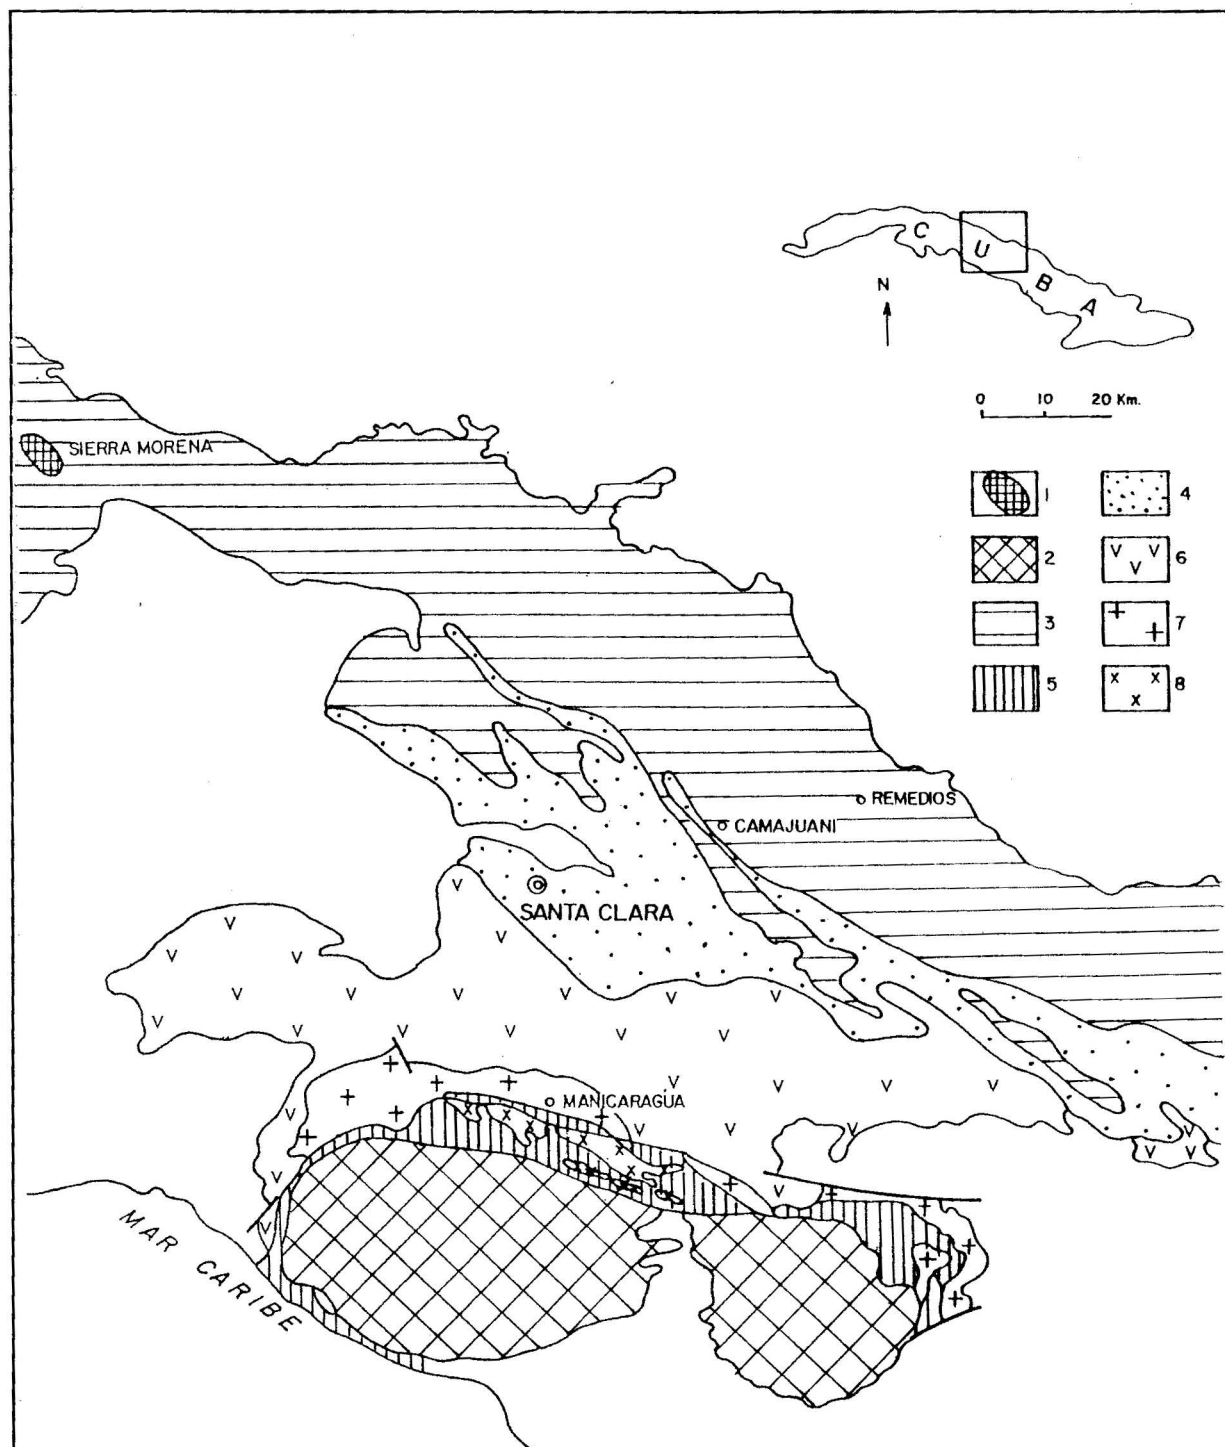 C U B A
N
0 10 20 Km.
SIERRA MORENA
1 4
2 6
3 7
5 8
REMEDIOS
CAMAJUANI
SANTA CLARA
MANICARAGUA
MAR CARIBE